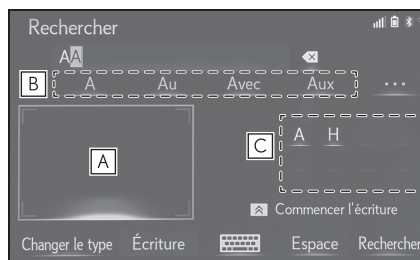 Rechercher
AA
B
A Au Avec Aux ...
A
C
A H
Commencer l'écriture
Changer le type Écriture Espace Rechercher